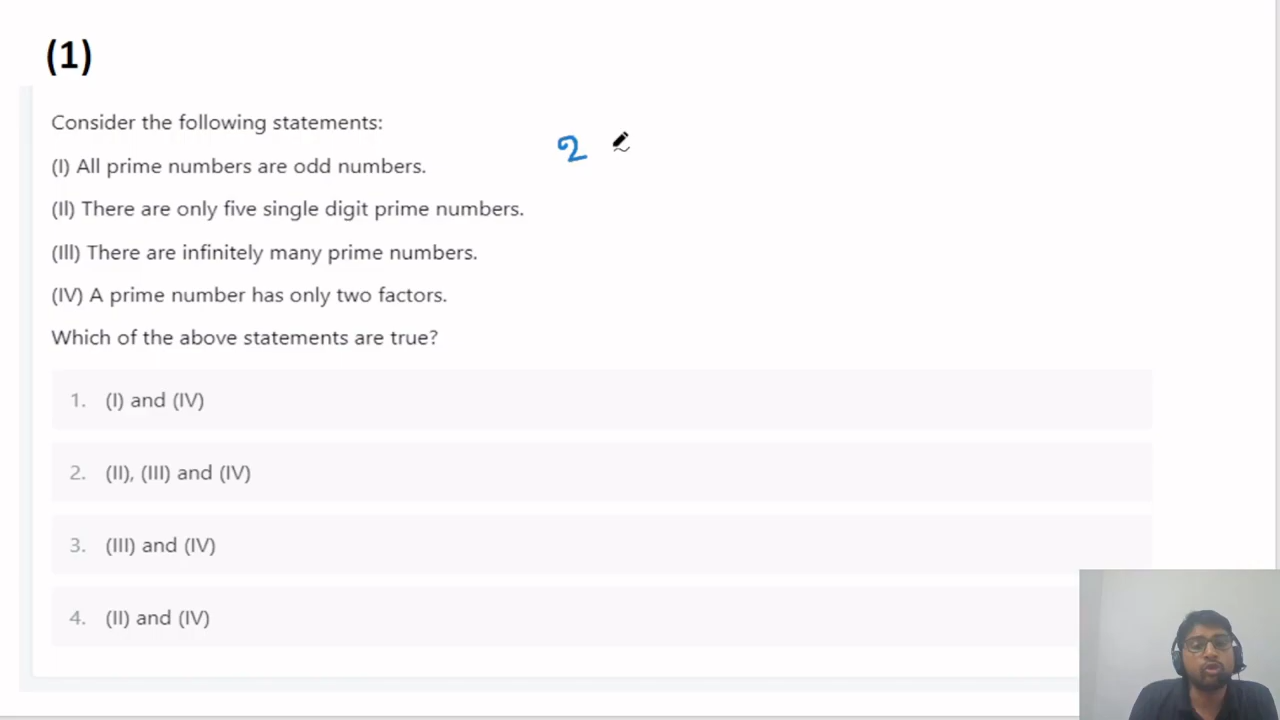 (1)
Consider the following statements:
2
(I) All prime numbers are odd numbers.
(II) There are only five single digit prime numbers.
(III) There are infinitely many prime numbers.
(IV) A prime number has only two factors.
Which of the above statements are true?
1. (I) and (IV)
2. (II), (III) and (IV)
3. (III) and (IV)
4. (II) and (IV)